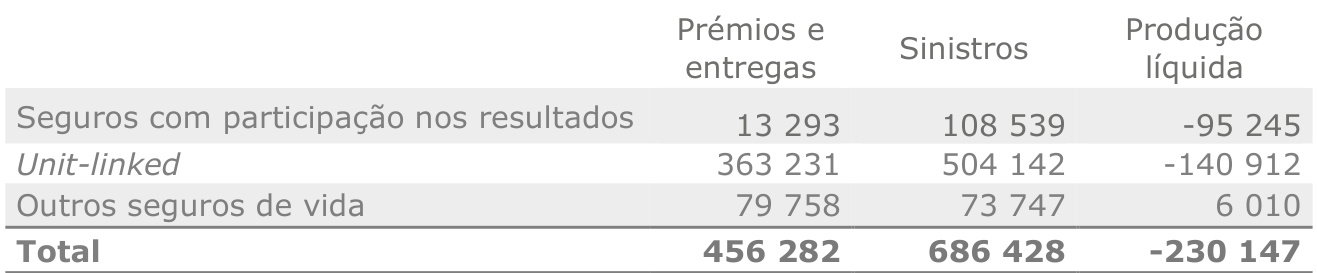 Prémios e entregas Sinistros Produção líquida
Seguros com participação nos resultados 13 293 108 539 -95 245
Unit-linked 363 231 504 142 -140 912
Outros seguros de vida 79 758 73 747 6 010
Total 456 282 686 428 -230 147